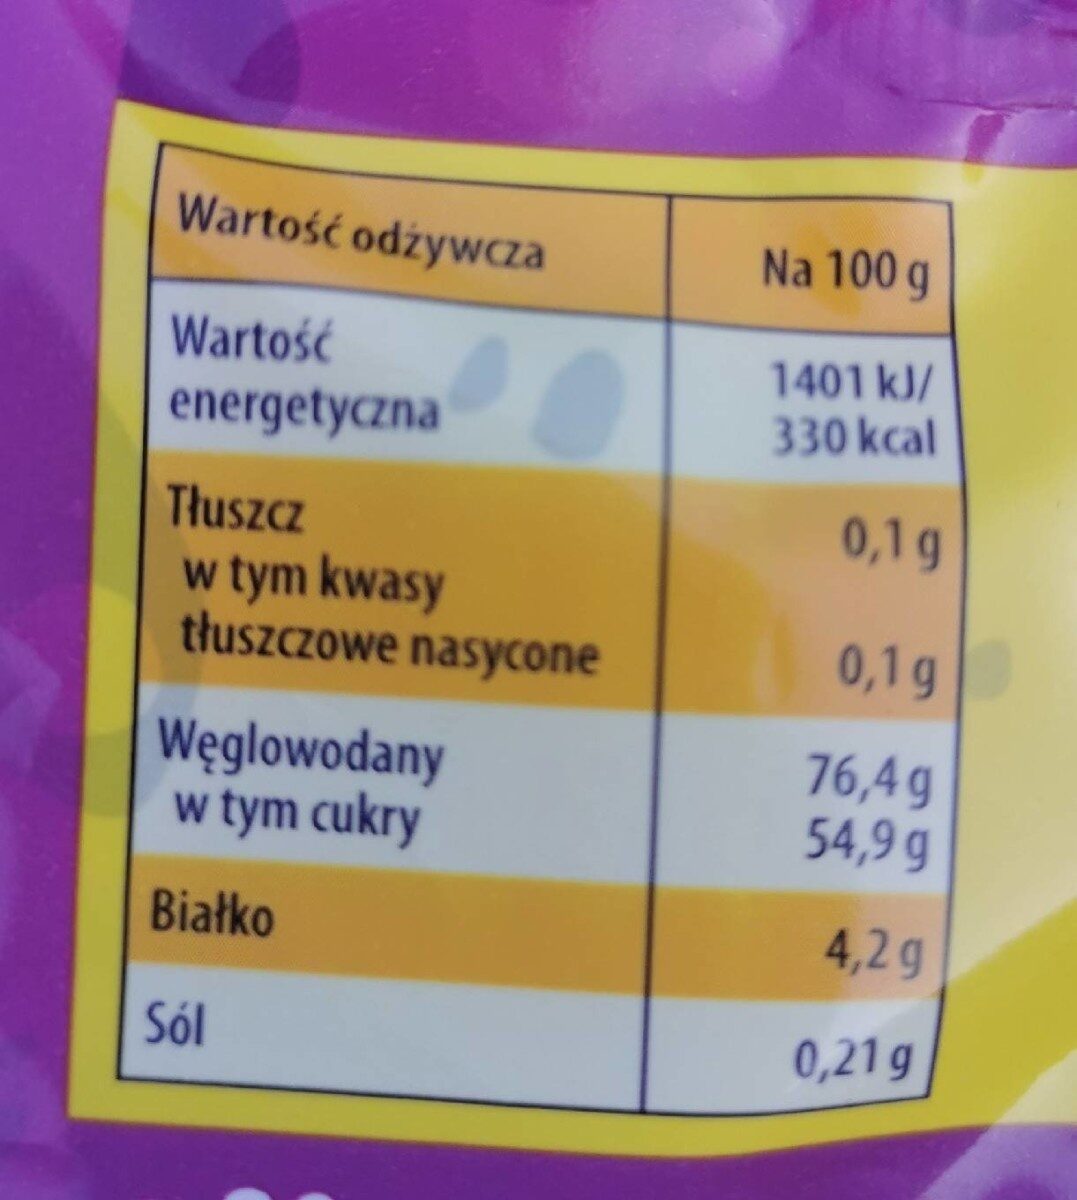 Wartość odżywcza Na 100 g
Wartość
energetyczna
1401 kJ/
330 kcal
Tłuszcz 0,1 g
w tym kwasy
tłuszczowe nasycone 0,1 g
Węglowodany 76,4 g
w tym cukry 54,9 g
Białko 4,2 g
Sól 0,21 g